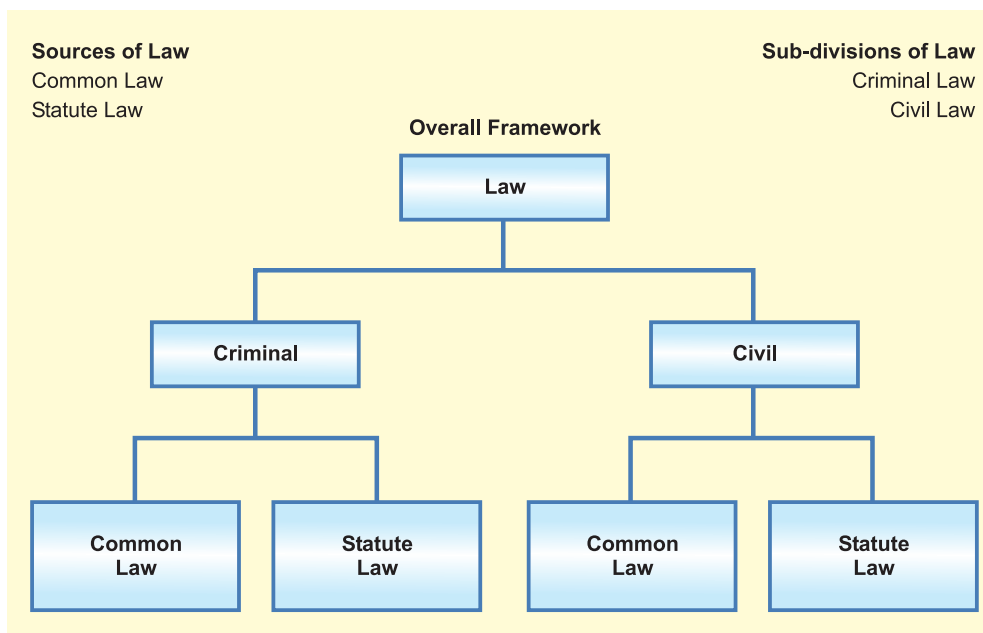 Sources of Law
Common Law
Statute Law
Sub-divisions of Law
Criminal Law
Civil Law
Overall Framework
Law
Criminal
Civil
Common
Law
Statute
Law
Common
Law
Statute
Law